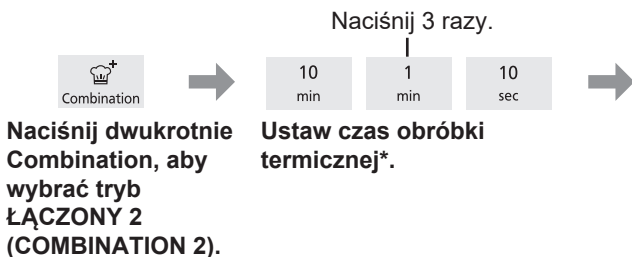 Naciśnij 3 razy.
Combination
10
min
1
min
10
sec
Naciśnij dwukrotnie
Combination, aby
wybrać tryb
ŁĄCZONY 2
(COMBINATION 2).
Ustaw czas obróbki
termicznej*.